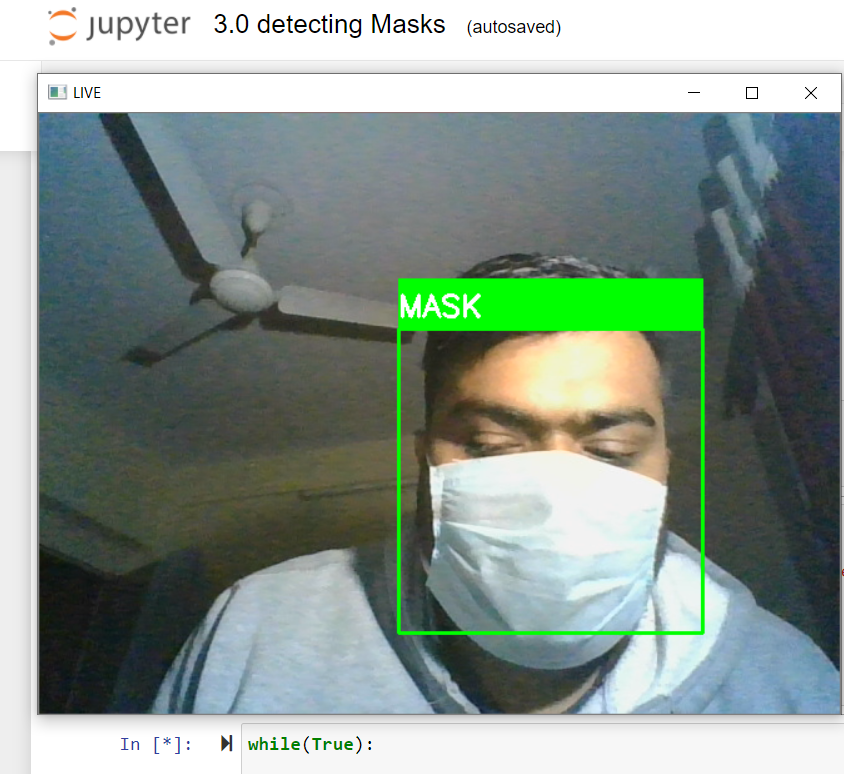 jupyter 3.0 detecting Masks (autosaved)
LIVE
MASK
In [*]: while(True):